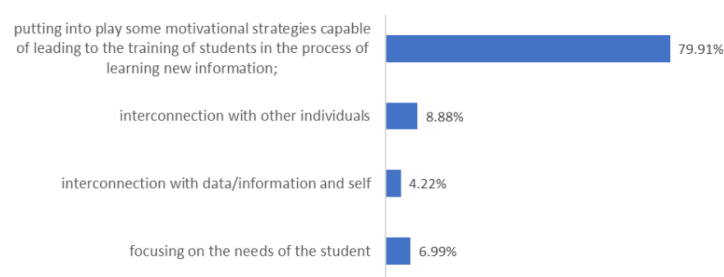 putting into play some motivational strategies capable
of leading to the training of students in the process of
learning new information;
79.91%
interconnection with other individuals
8.88%
interconnection with data/information and self
4.22%
focusing on the needs of the student
6.99%